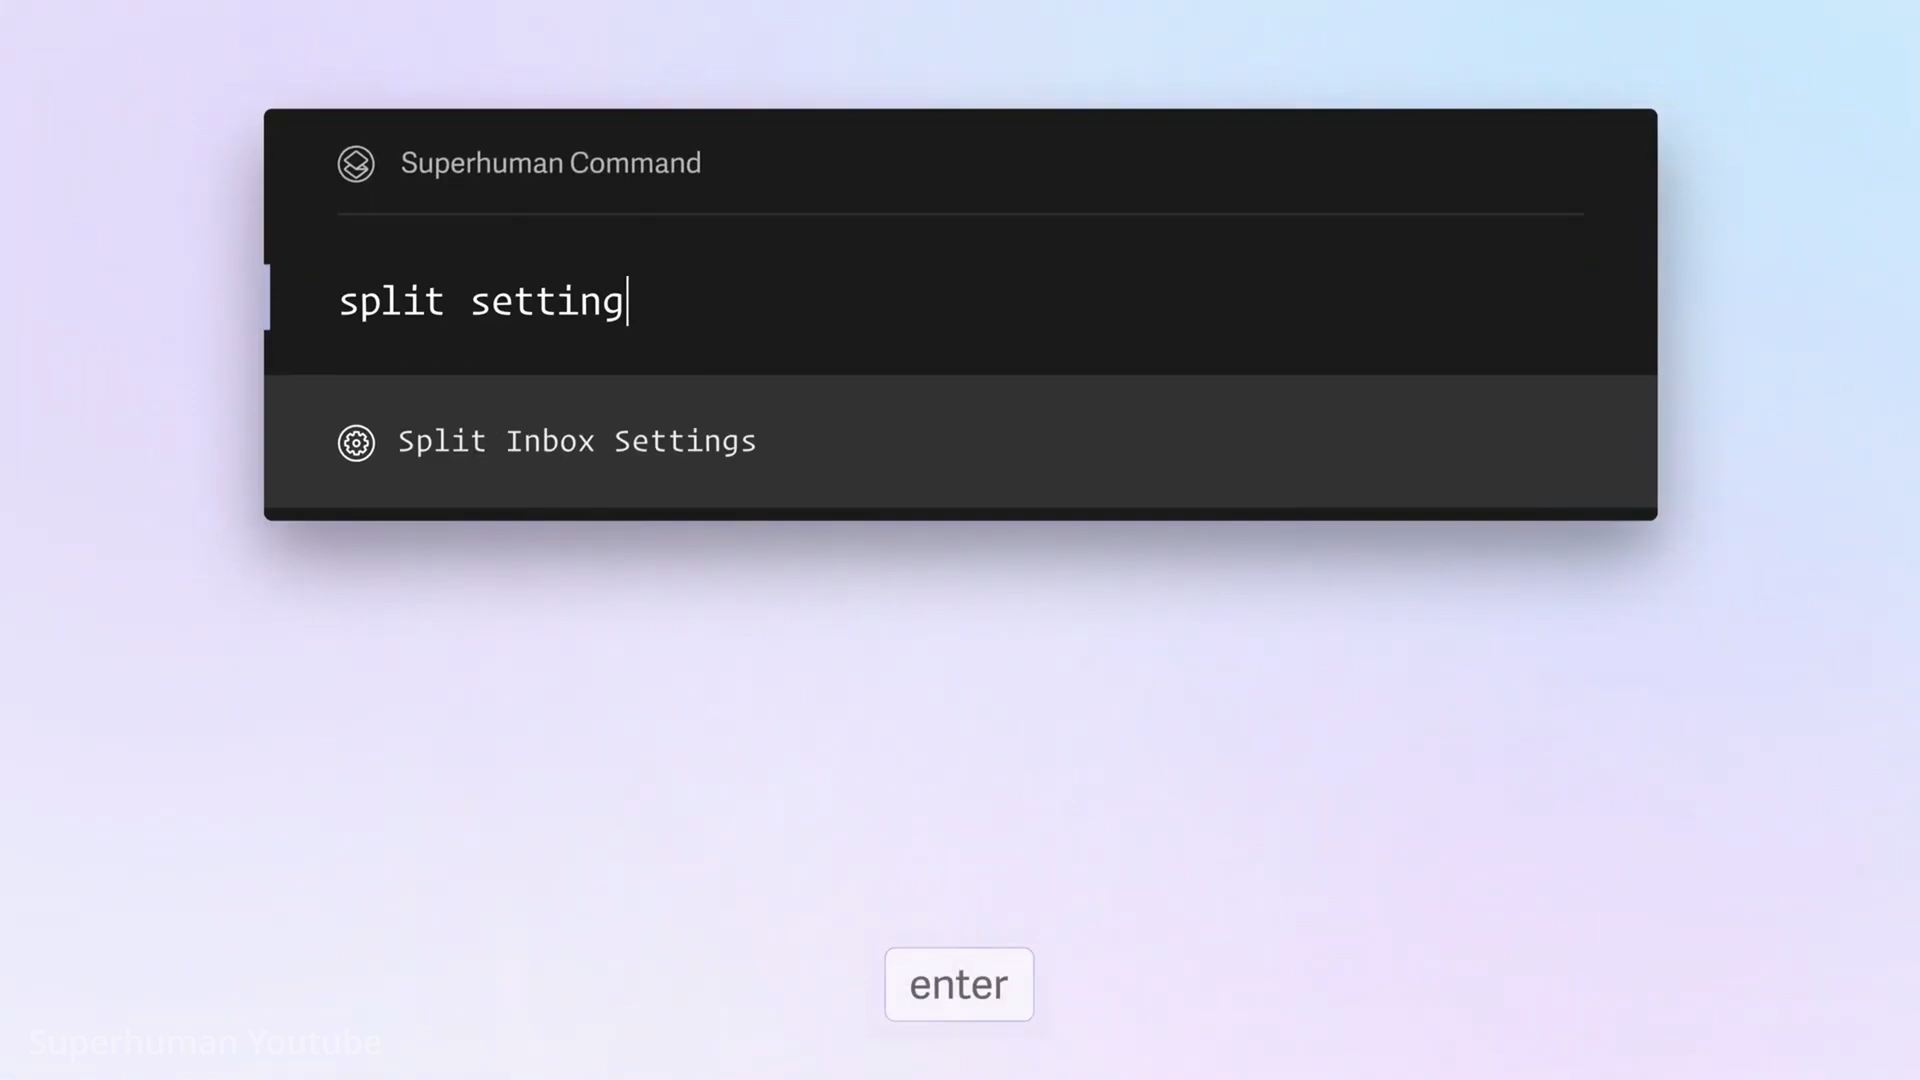 Superhuman Command
split setting
Split Inbox Settings
enter
Superhuman Youtube